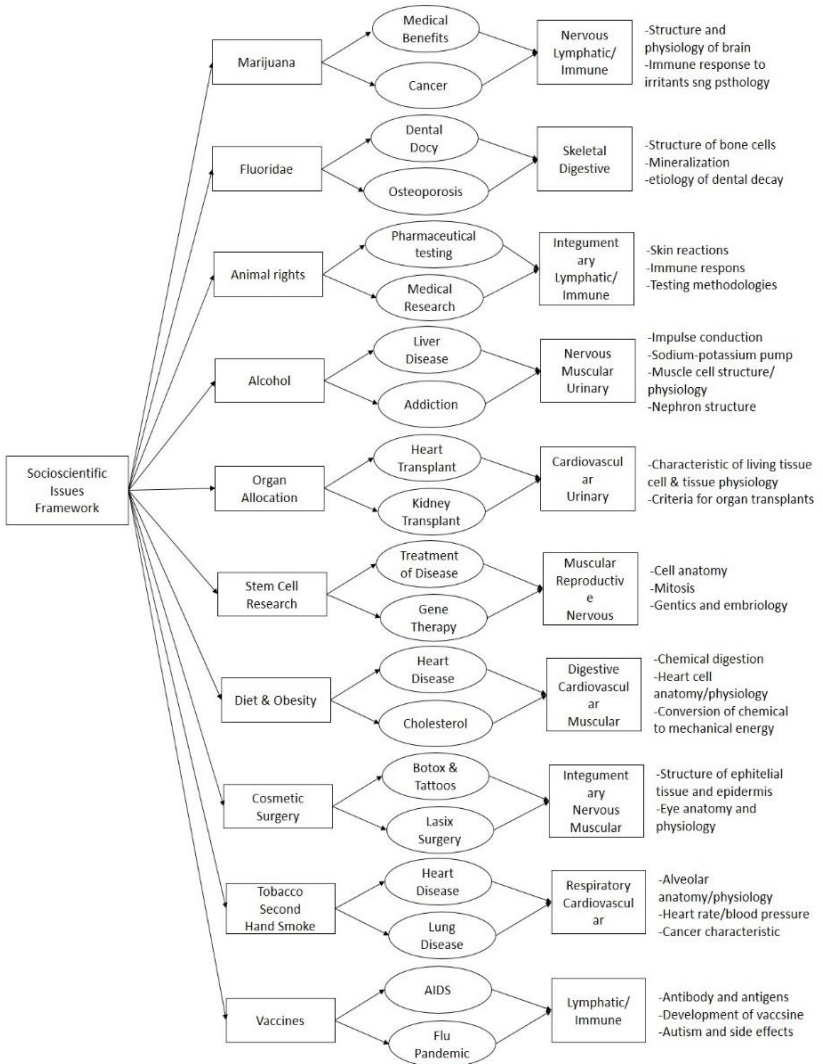 Socioscientific
Issues
Framework
Marijuana
Medical
Benefits
Cancer
Nervous
Lymphatic/
Immune
-Structure and
physiology of brain
-Immune response to
irritants sng psthology
Fluoridae
Dental
Docy
Osteoporosis
Skeletal
Digestive
-Structure of bone cells
-Mineralization
-etiology of dental decay
Animal rights
Pharmaceutical
testing
Medical
Research
Integument
ary
Lymphatic/
Immune
-Skin reactions
-Immune respons
-Testing methodologies
Alcohol
Liver
Disease
Addiction
Nervous
Muscular
Urinary
-Impulse conduction
-Sodium-potassium pump
-Muscle cell structure/
physiology
-Nephron structure
Organ
Allocation
Heart
Transplant
Kidney
Transplant
Cardiovascul
ar
Urinary
-Characteristic of living tissue
cell & tissue physiology
-Criteria for organ transplants
Stem Cell
Research
Treatment
of Disease
Gene
Therapy
Muscular
Reproductiv
e
Nervous
-Cell anatomy
-Mitosis
-Gentics and embriology
Diet & Obesity
Heart
Disease
Cholesterol
Digestive
Cardiovascul
ar
Muscular
-Chemical digestion
-Heart cell
anatomy/physiology
-Conversion of chemical
to mechanical energy
Cosmetic
Surgery
Botox &
Tattoos
Lasix
Surgery
Integument
ary
Nervous
Muscular
-Structure of ephitelial
tissue and epidermis
-Eye anatomy and
physiology
Tobacco
Second
Hand Smoke
Heart
Disease
Lung
Disease
Respiratory
Cardiovascul
ar
-Alveolar
anatomy/physiology
-Heart rate/blood pressure
-Cancer characteristic
Vaccines
AIDS
Flu
Pandemic
Lymphatic/
Immune
-Antibody and antigens
-Development of vaccsine
-Autism and side effects